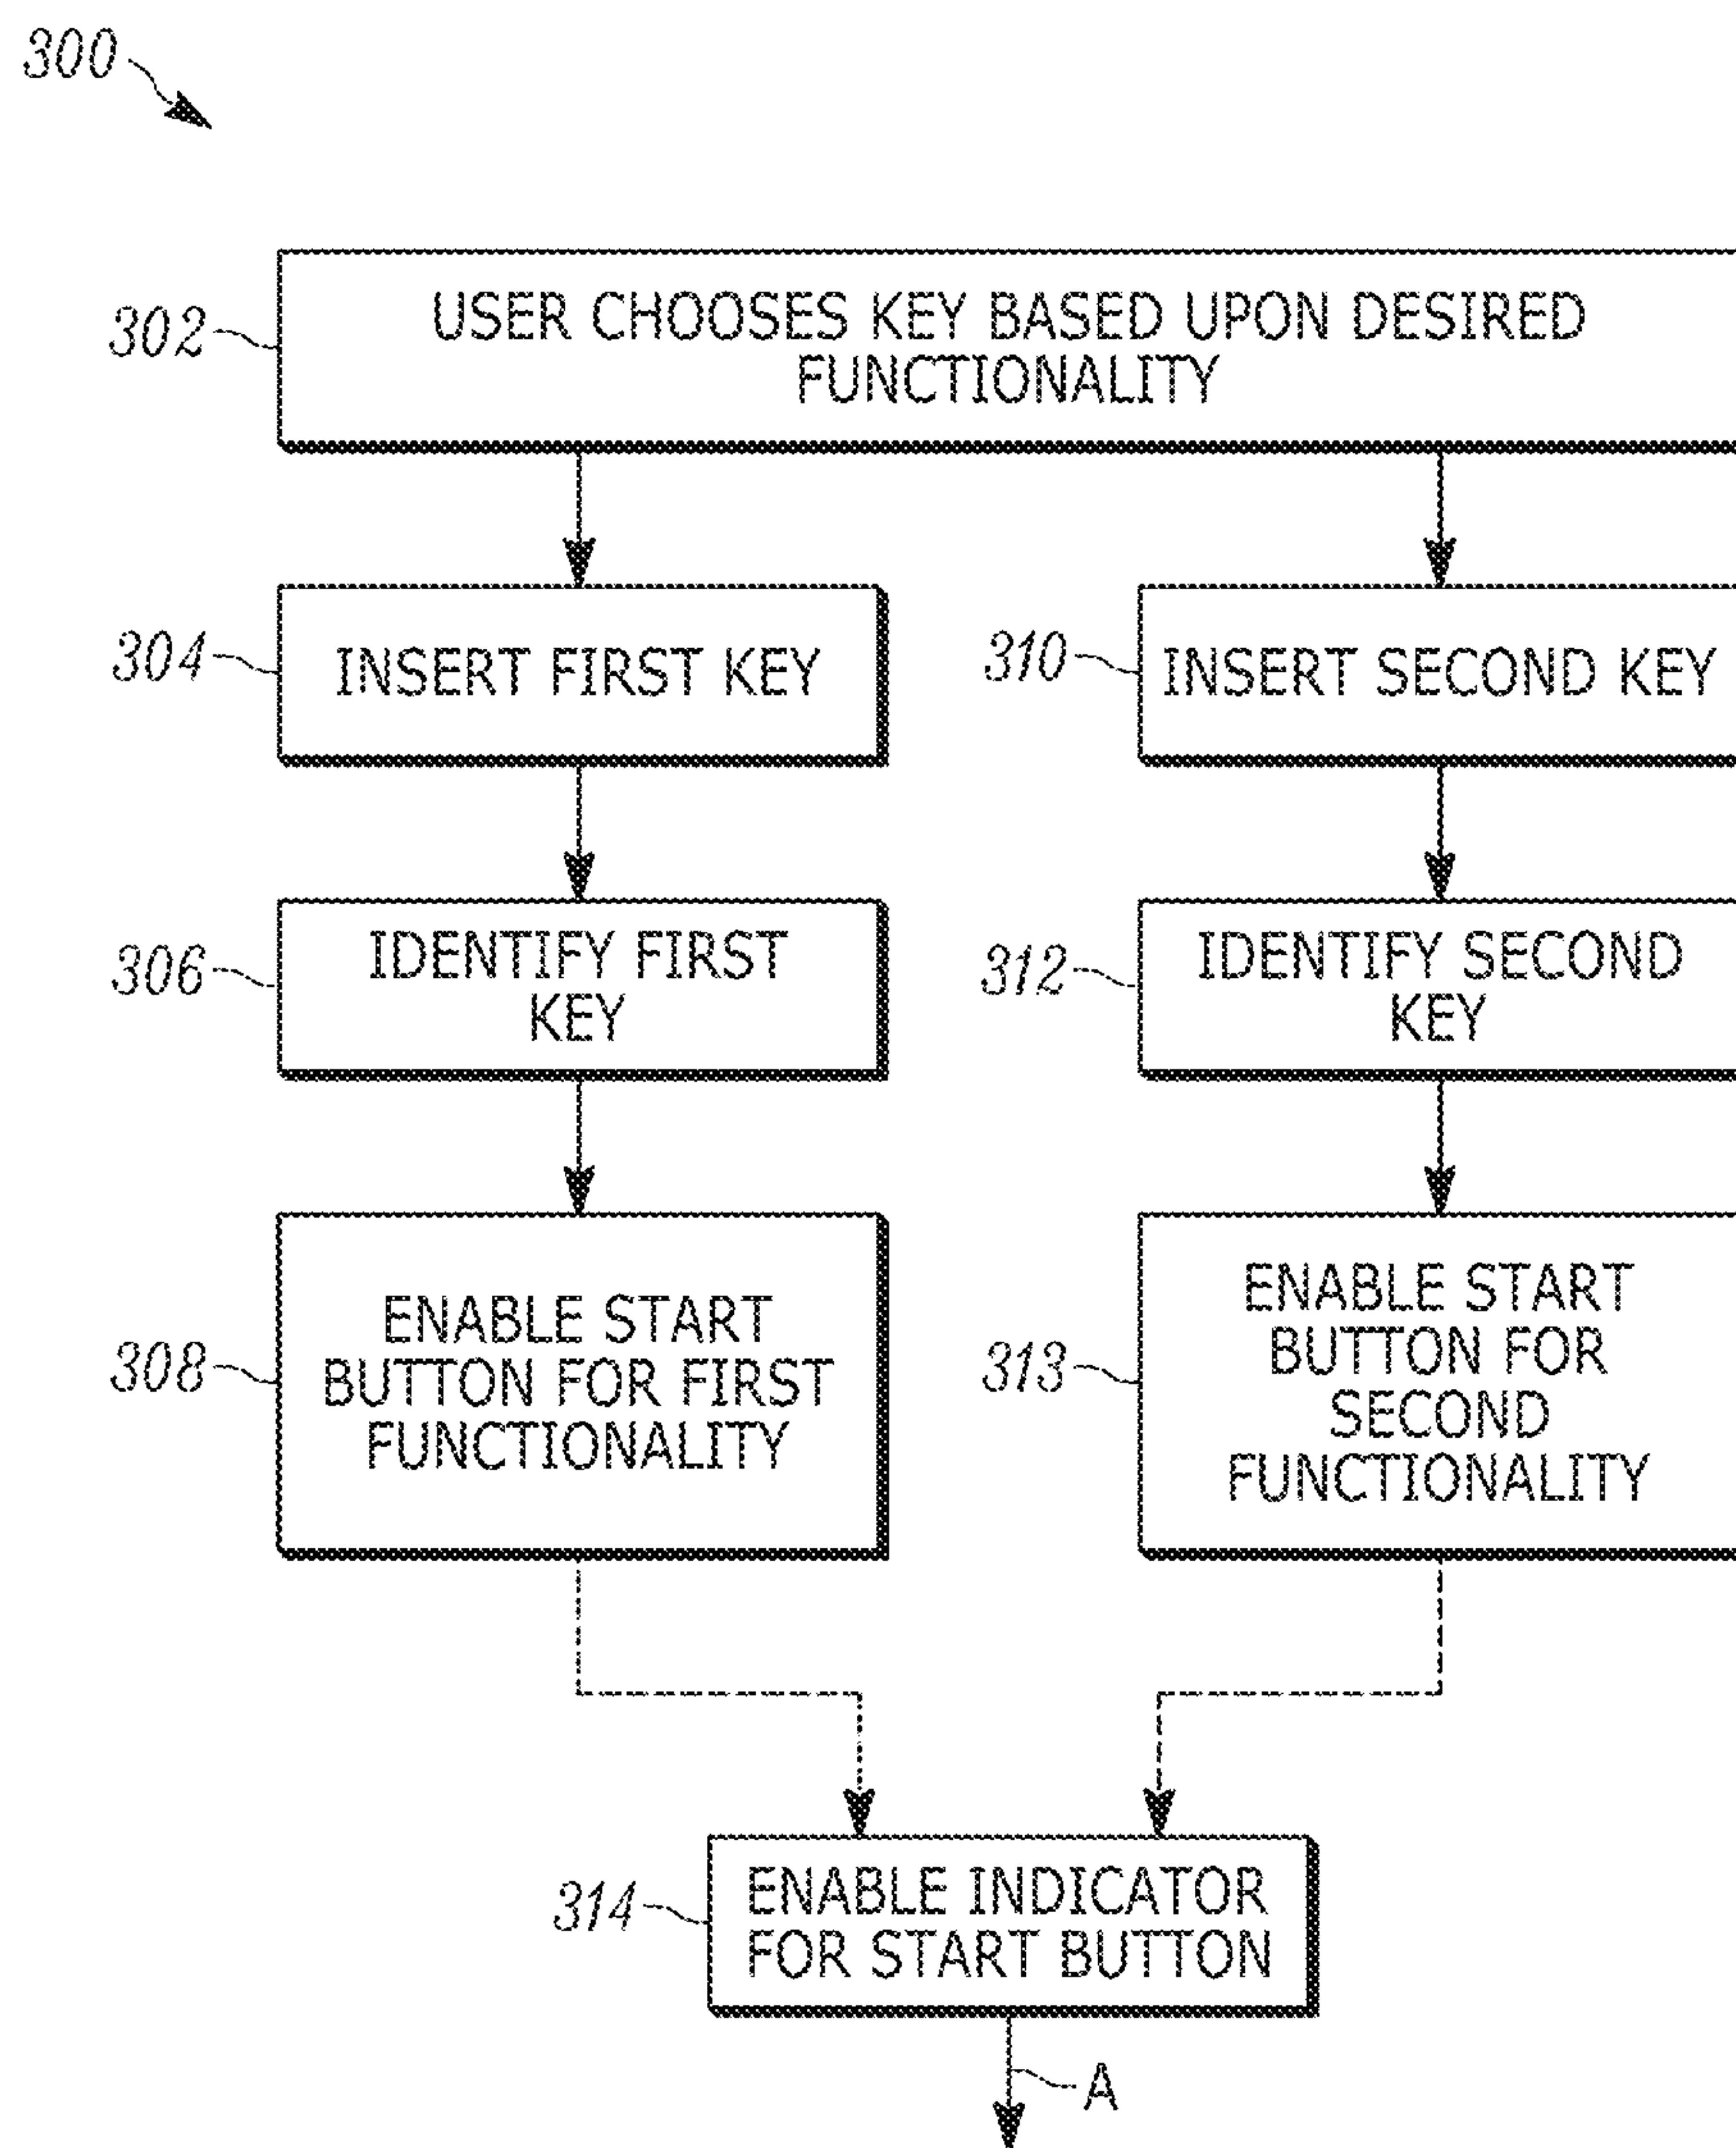 300
302
USER CHOOSES KEY BASED UPON DESIRED
FUNCTIONALITY
304
INSERT FIRST KEY
310
INSERT SECOND KEY
306
IDENTIFY FIRST
KEY
312
IDENTIFY SECOND
KEY
308
ENABLE START
BUTTON FOR FIRST
FUNCTIONALITY
313
ENABLE START
BUTTON FOR
SECOND
FUNCTIONALITY
314
ENABLE INDICATOR
FOR START BUTTON
A